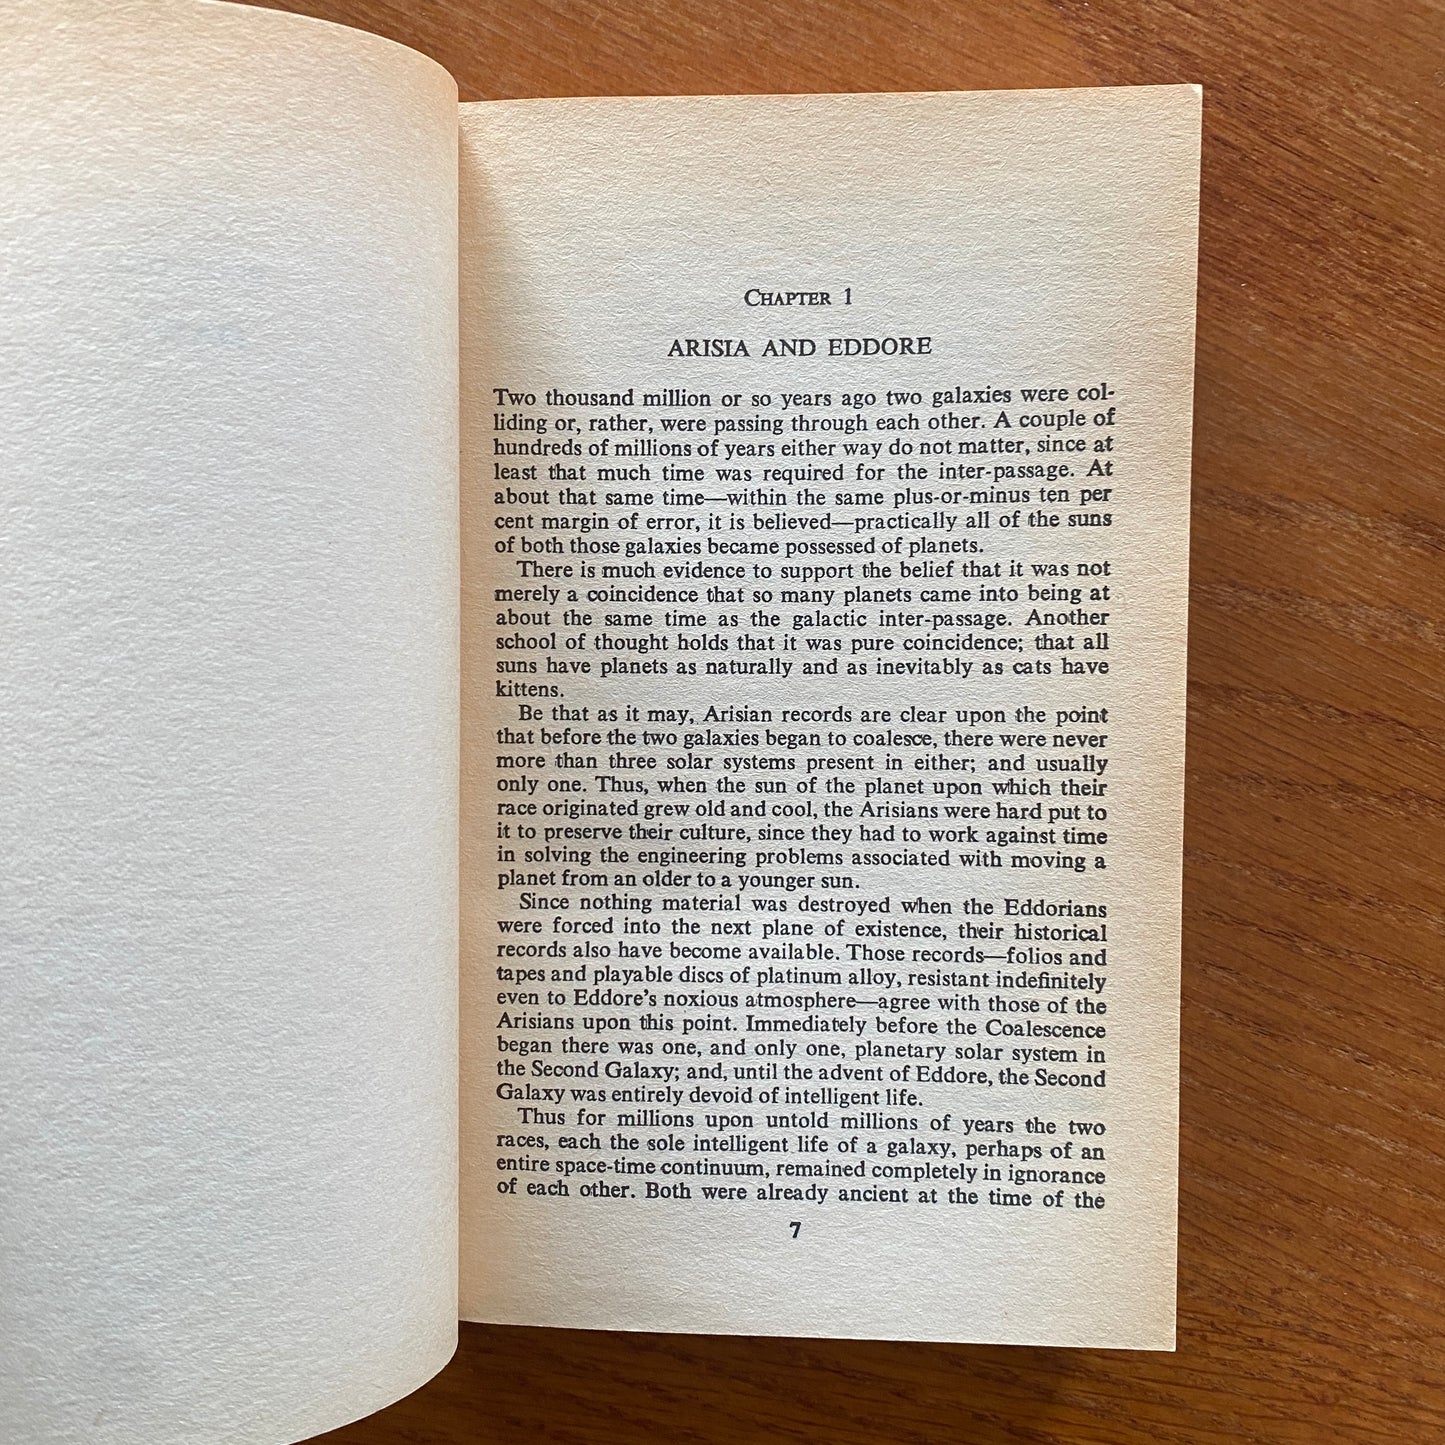 CHAPTER 1
ARISIA AND EDDORE
Two thousand million or so years ago two galaxies were col-
liding or, rather, were passing through each other. A couple of
hundreds of millions of years either way do not matter, since at
least that much time was required for the inter-passage. At
about that same time—within the same plus-or-minus ten per
cent margin of error, it is believed—practically all of the suns
of both those galaxies became possessed of planets.
There is much evidence to support the belief that it was not
merely a coincidence that so many planets came into being at
about the same time as the galactic inter-passage. Another
school of thought holds that it was pure coincidence; that all
suns have planets as naturally and as inevitably as cats have
kittens.
Be that as it may, Arisian records are clear upon the point
that before the two galaxies began to coalesce, there were never
more than three solar systems present in either; and usually
only one. Thus, when the sun of the planet upon which their
race originated grew old and cool, the Arisians were hard put to
it to preserve their culture, since they had to work against time
in solving the engineering problems associated with moving a
planet from an older to a younger sun.
Since nothing material was destroyed when the Eddorians
were forced into the next plane of existence, their historical
records also have become available. Those records—folios and
tapes and playable discs of platinum alloy, resistant indefinitely
even to Eddore's noxious atmosphere—agree with those of the
Arisians upon this point. Immediately before the Coalescence
began there was one, and only one, planetary solar system in
the Second Galaxy; and, until the advent of Eddore, the Second
Galaxy was entirely devoid of intelligent life.
Thus for millions upon untold millions of years the two
races, each the sole intelligent life of a galaxy, perhaps of an
entire space-time continuum, remained completely in ignorance
of each other. Both were already ancient at the time of the
7